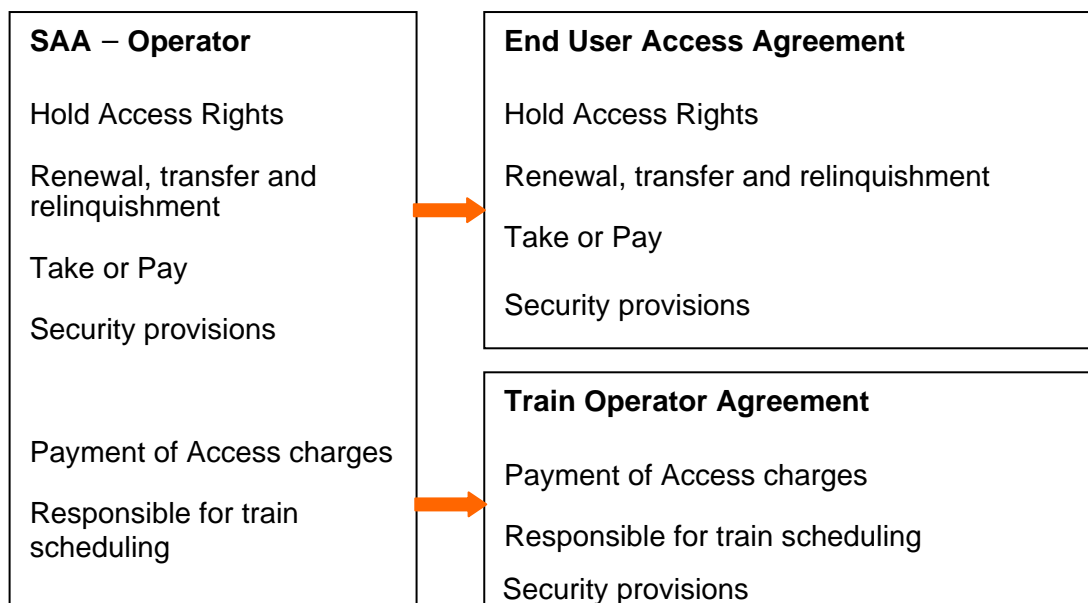 SAA – Operator
Hold Access Rights
Renewal, transfer and
relinquishment
Take or Pay
Security provisions
Payment of Access charges
Responsible for train
scheduling
End User Access Agreement
Hold Access Rights
Renewal, transfer and relinquishment
Take or Pay
Security provisions
Train Operator Agreement
Payment of Access charges
Responsible for train scheduling
Security provisions